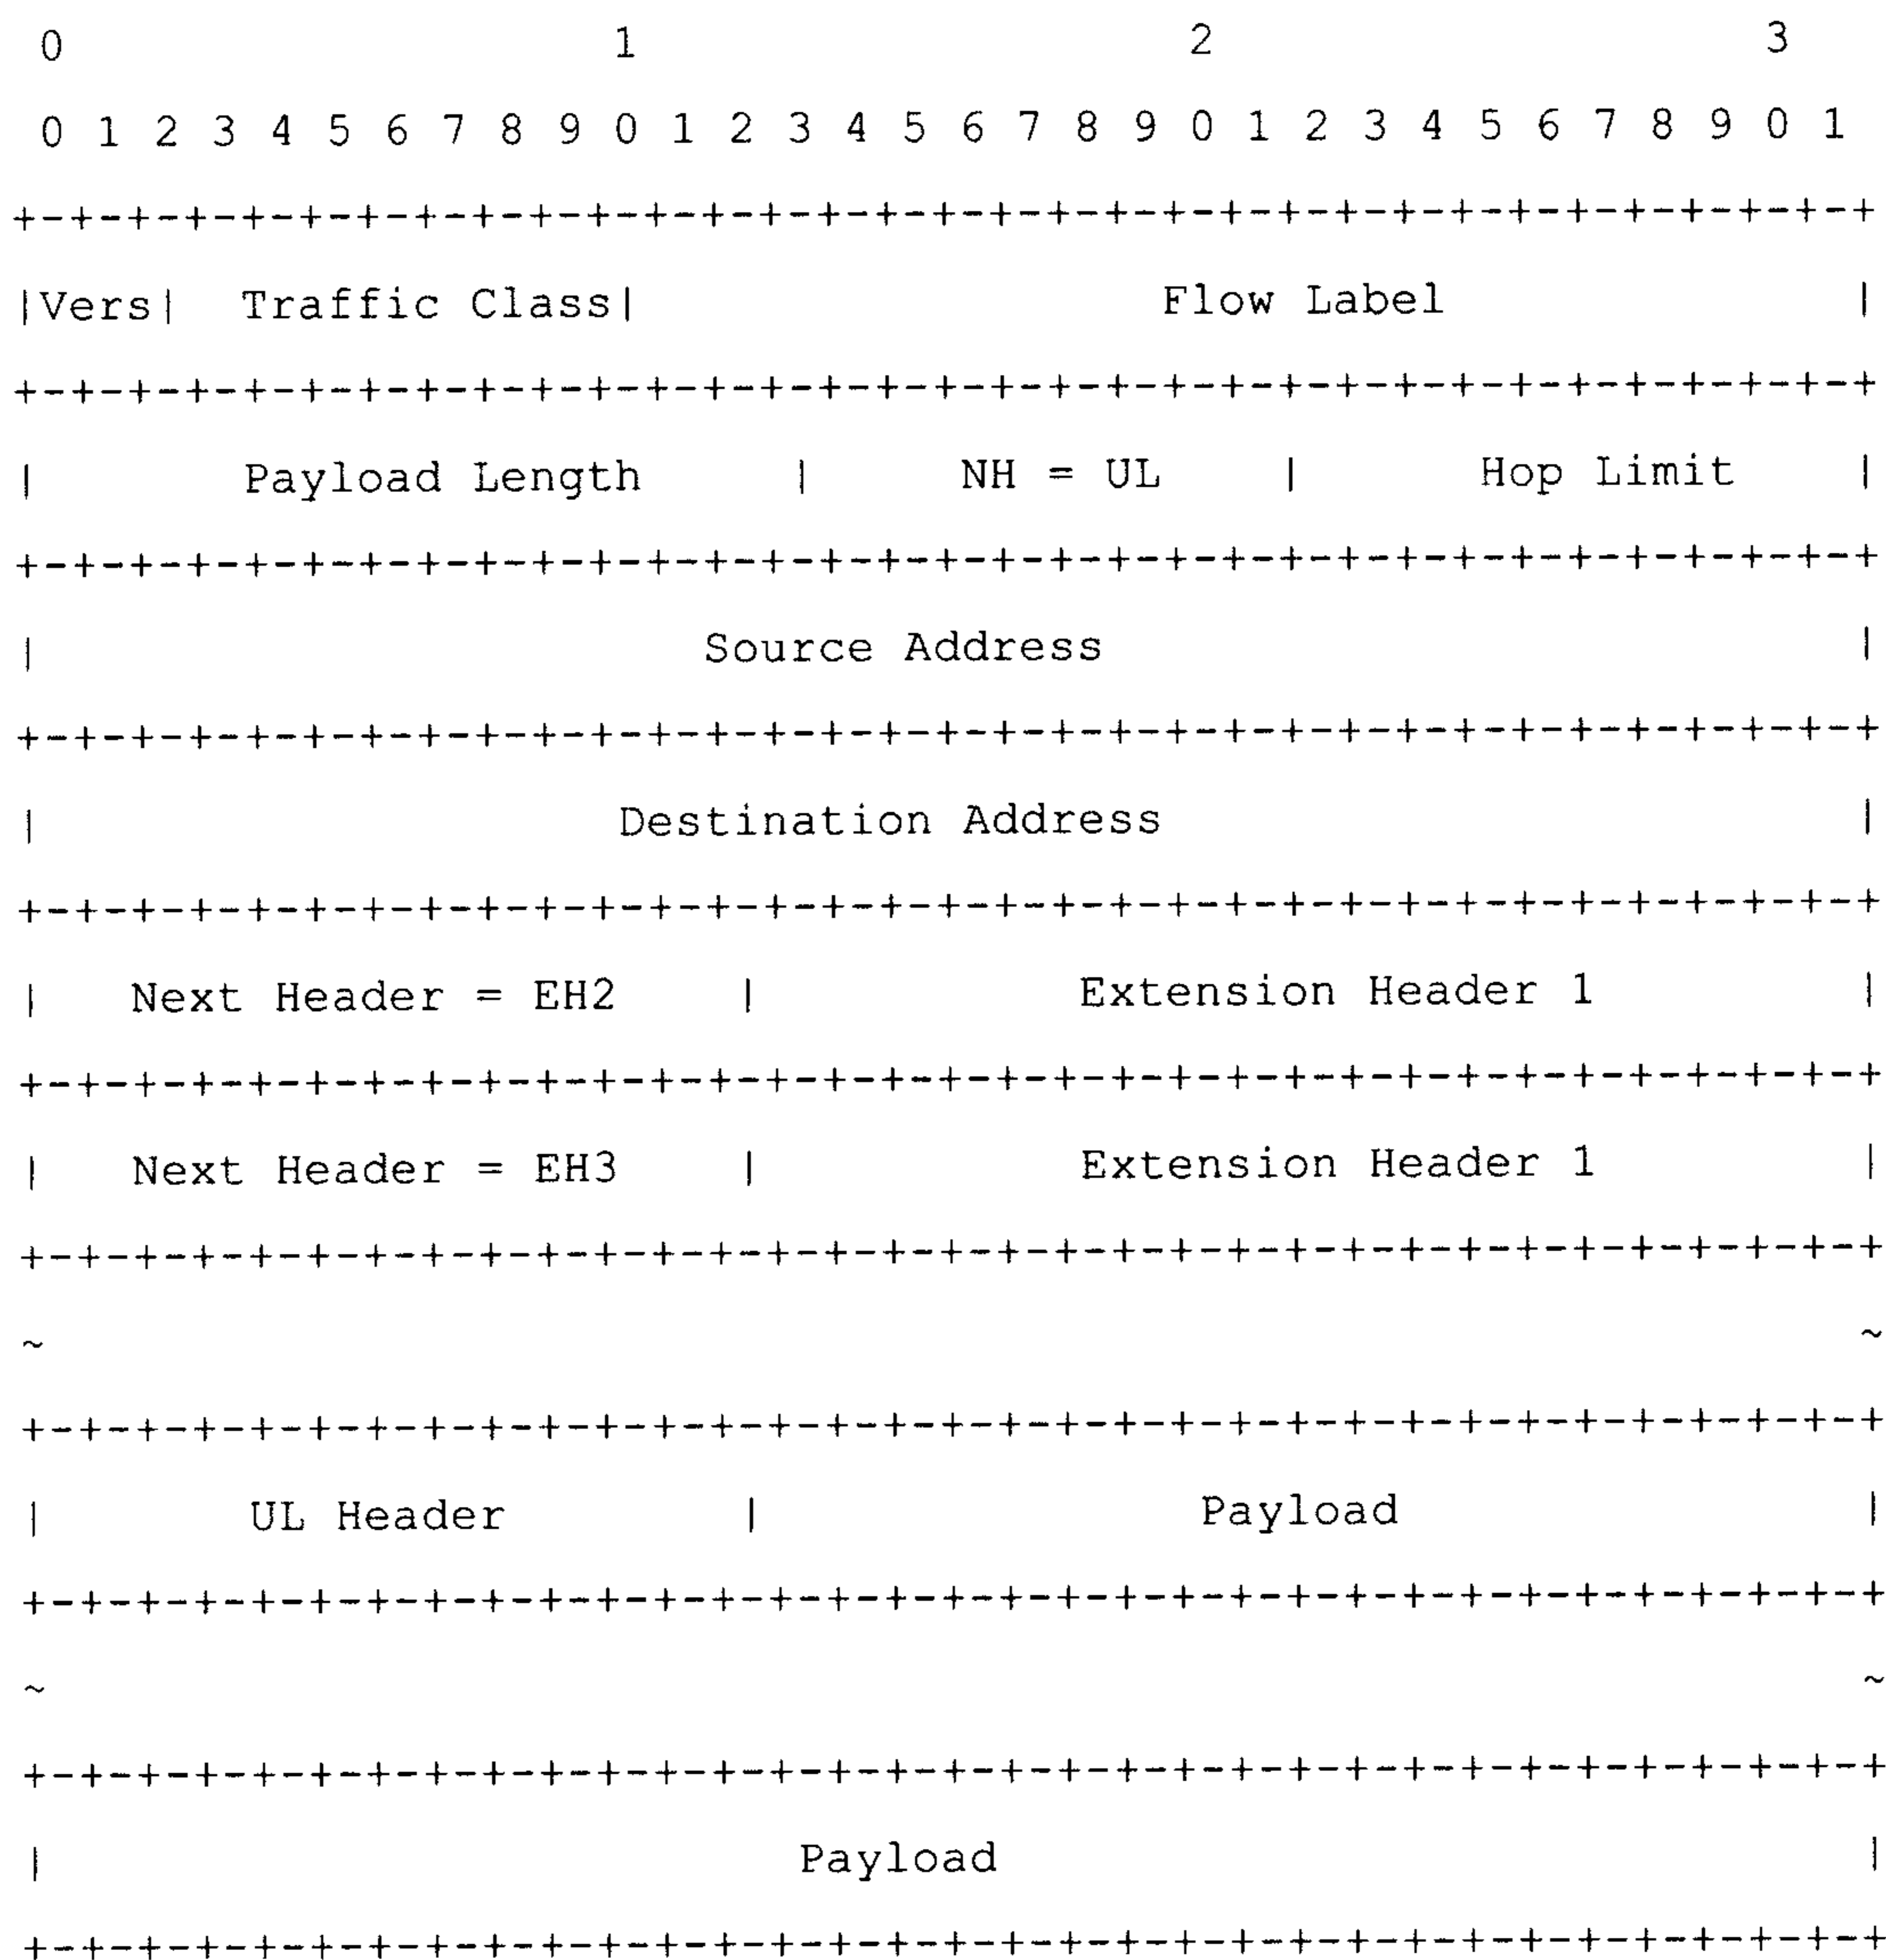 0                   1                   2                   3
0 1 2 3 4 5 6 7 8 9 0 1 2 3 4 5 6 7 8 9 0 1 2 3 4 5 6 7 8 9 0 1
+-+-+-+-+-+-+-+-+-+-+-+-+-+-+-+-+-+-+-+-+-+-+-+-+-+-+-+-+-+-+-+-+
|Vers|  Traffic Class|                  Flow Label              |
+-+-+-+-+-+-+-+-+-+-+-+-+-+-+-+-+-+-+-+-+-+-+-+-+-+-+-+-+-+-+-+-+
|       Payload Length     |     NH = UL    |      Hop Limit    |
+-+-+-+-+-+-+-+-+-+-+-+-+-+-+-+-+-+-+-+-+-+-+-+-+-+-+-+-+-+-+-+-+
|                       Source Address                          |
+-+-+-+-+-+-+-+-+-+-+-+-+-+-+-+-+-+-+-+-+-+-+-+-+-+-+-+-+-+-+-+-+
|                    Destination Address                        |
+-+-+-+-+-+-+-+-+-+-+-+-+-+-+-+-+-+-+-+-+-+-+-+-+-+-+-+-+-+-+-+-+
|   Next Header = EH2    |           Extension Header 1         |
+-+-+-+-+-+-+-+-+-+-+-+-+-+-+-+-+-+-+-+-+-+-+-+-+-+-+-+-+-+-+-+-+
|   Next Header = EH3    |           Extension Header 1         |
+-+-+-+-+-+-+-+-+-+-+-+-+-+-+-+-+-+-+-+-+-+-+-+-+-+-+-+-+-+-+-+-+
~                                                               ~
+-+-+-+-+-+-+-+-+-+-+-+-+-+-+-+-+-+-+-+-+-+-+-+-+-+-+-+-+-+-+-+-+
|       UL Header        |               Payload                |
+-+-+-+-+-+-+-+-+-+-+-+-+-+-+-+-+-+-+-+-+-+-+-+-+-+-+-+-+-+-+-+-+
~                                                               ~
+-+-+-+-+-+-+-+-+-+-+-+-+-+-+-+-+-+-+-+-+-+-+-+-+-+-+-+-+-+-+-+-+
|                          Payload                              |
+-+-+-+-+-+-+-+-+-+-+-+-+-+-+-+-+-+-+-+-+-+-+-+-+-+-+-+-+-+-+-+-+